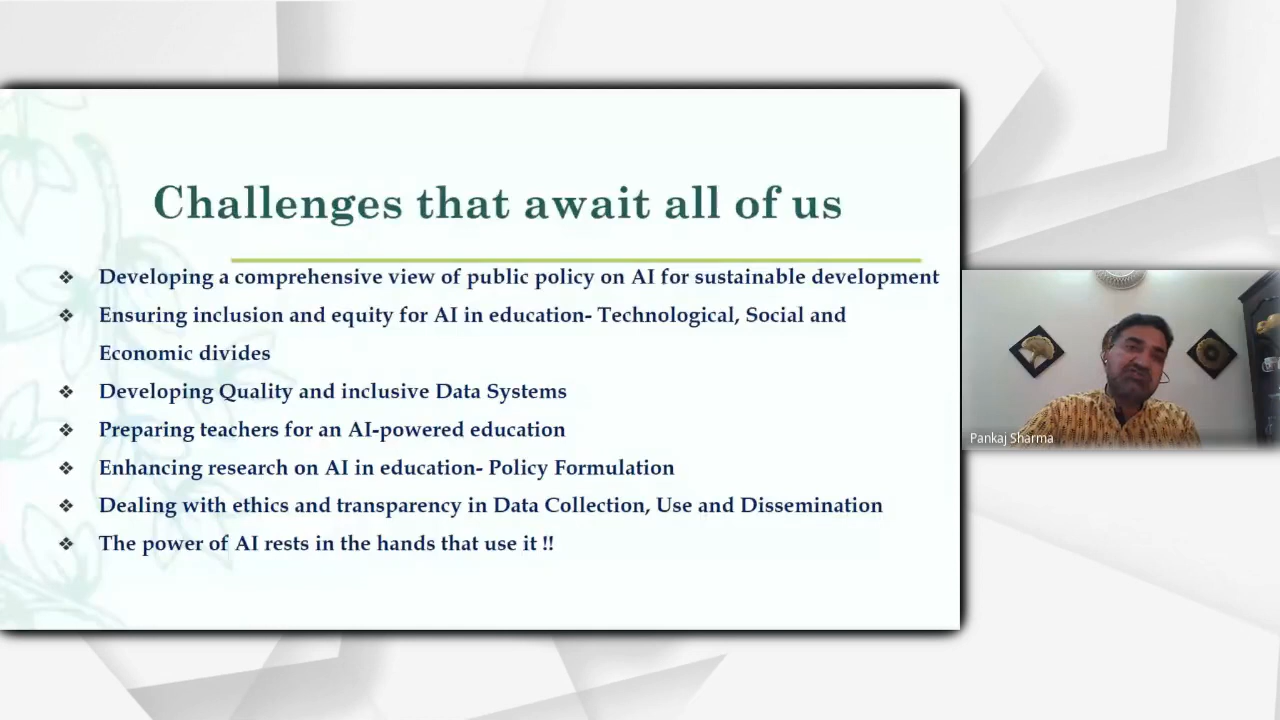 Challenges that await all of us
❖ Developing a comprehensive view of public policy on AI for sustainable development
❖ Ensuring inclusion and equity for AI in education- Technological, Social and
Economic divides
❖ Developing Quality and inclusive Data Systems
❖ Preparing teachers for an AI-powered education
❖ Enhancing research on AI in education- Policy Formulation
❖ Dealing with ethics and transparency in Data Collection, Use and Dissemination
❖ The power of AI rests in the hands that use it !!
Pankaj Sharma